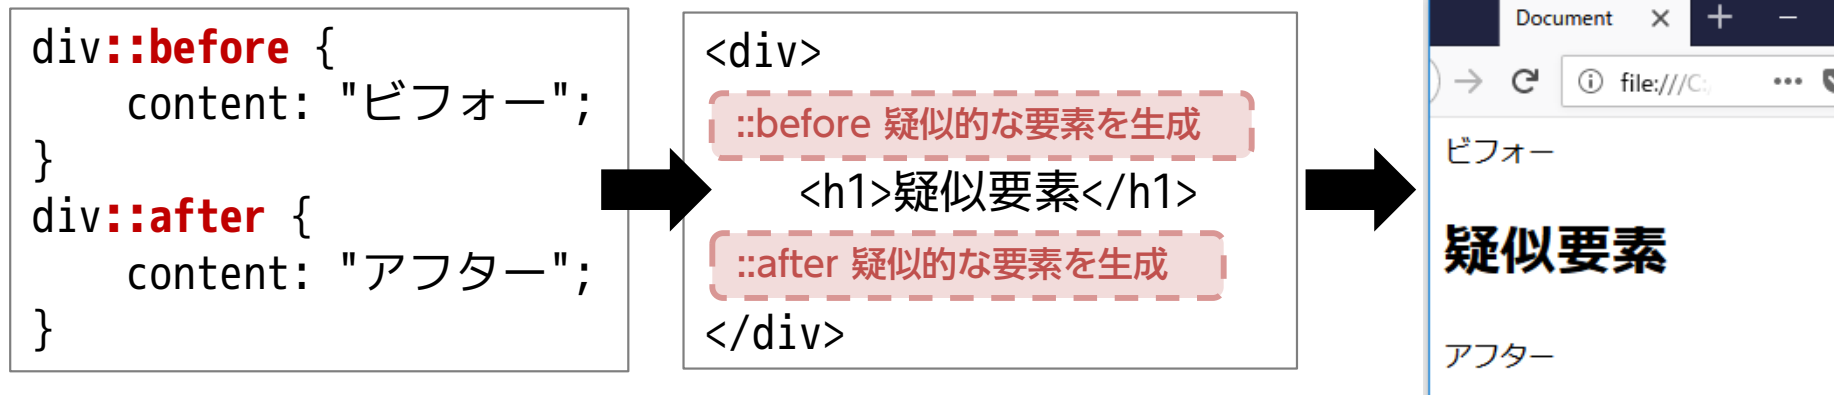 div::before {
content: "ビフォー";
}
div::after {
content: "アフター";
}
<div>
::before 疑似的な要素を生成
<h1>疑似要素</h1>
::after 疑似的な要素を生成
</div>
Document
file:///C:
ビフォー
疑似要素
アフター